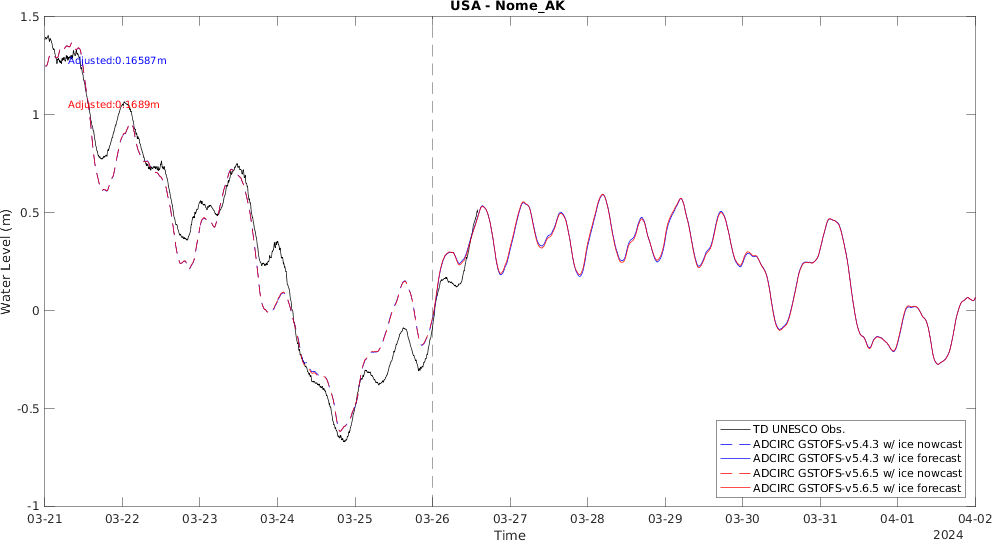 USA - Nome_AK
1.5
1
0.5
0
-0.5
-1
Water Level (m)
Adjusted:0.16587m
Adjusted:0.1689m
TD UNESCO Obs.
ADCIRC GSTOFS-v5.4.3 w/ ice nowcast
ADCIRC GSTOFS-v5.4.3 w/ ice forecast
ADCIRC GSTOFS-v5.6.5 w/ ice nowcast
ADCIRC GSTOFS-v5.6.5 w/ ice forecast
03-21 03-22 03-23 03-24 03-25 03-26 03-27 03-28 03-29 03-30 03-31 04-01 04-02
Time
2024